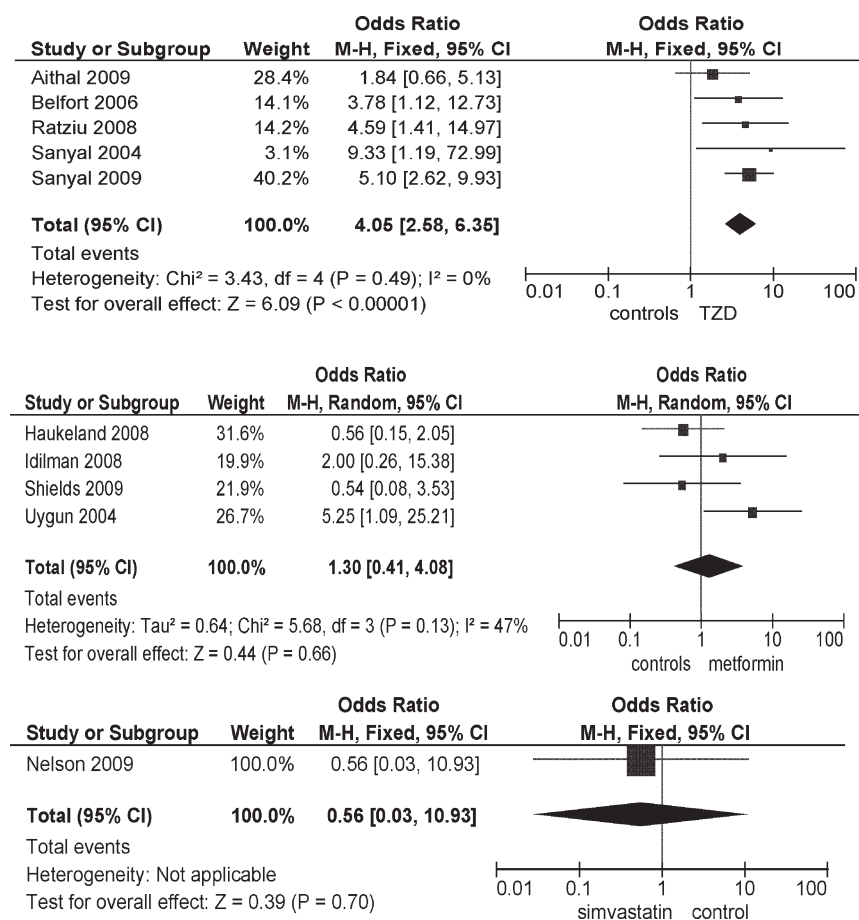 Odds Ratio Odds Ratio
Study or Subgroup Weight M-H, Fixed, 95% CI M-H, Fixed, 95% CI
Aithal 2009 28.4% 1.84 [0.66, 5.13]
Belfort 2006 14.1% 3.78 [1.12, 12.73]
Ratziu 2008 14.2% 4.59 [1.41, 14.97]
Sanyal 2004 3.1% 9.33 [1.19, 72.99]
Sanyal 2009 40.2% 5.10 [2.62, 9.93]
Total (95% CI) 100.0% 4.05 [2.58, 6.35]
Total events
Heterogeneity: Chi² = 3.43, df = 4 (P = 0.49); I² = 0%
Test for overall effect: Z = 6.09 (P < 0.00001)
0.01 0.1 1 10 100
controls TZD
Odds Ratio Odds Ratio
Study or Subgroup Weight M-H, Random, 95% CI M-H, Random, 95% CI
Haukeland 2008 31.6% 0.56 [0.15, 2.05]
Idilman 2008 19.9% 2.00 [0.26, 15.38]
Shields 2009 21.9% 0.54 [0.08, 3.53]
Uygun 2004 26.7% 5.25 [1.09, 25.21]
Total (95% CI) 100.0% 1.30 [0.41, 4.08]
Total events
Heterogeneity: Tau² = 0.64; Chi² = 5.68, df = 3 (P = 0.13); I² = 47%
Test for overall effect: Z = 0.44 (P = 0.66)
0.01 0.1 1 10 100
controls metformin
Odds Ratio Odds Ratio
Study or Subgroup Weight M-H, Fixed, 95% CI M-H, Fixed, 95% CI
Nelson 2009 100.0% 0.56 [0.03, 10.93]
Total (95% CI) 100.0% 0.56 [0.03, 10.93]
Total events
Heterogeneity: Not applicable
Test for overall effect: Z = 0.39 (P = 0.70)
0.01 0.1 1 10 100
simvastatin control